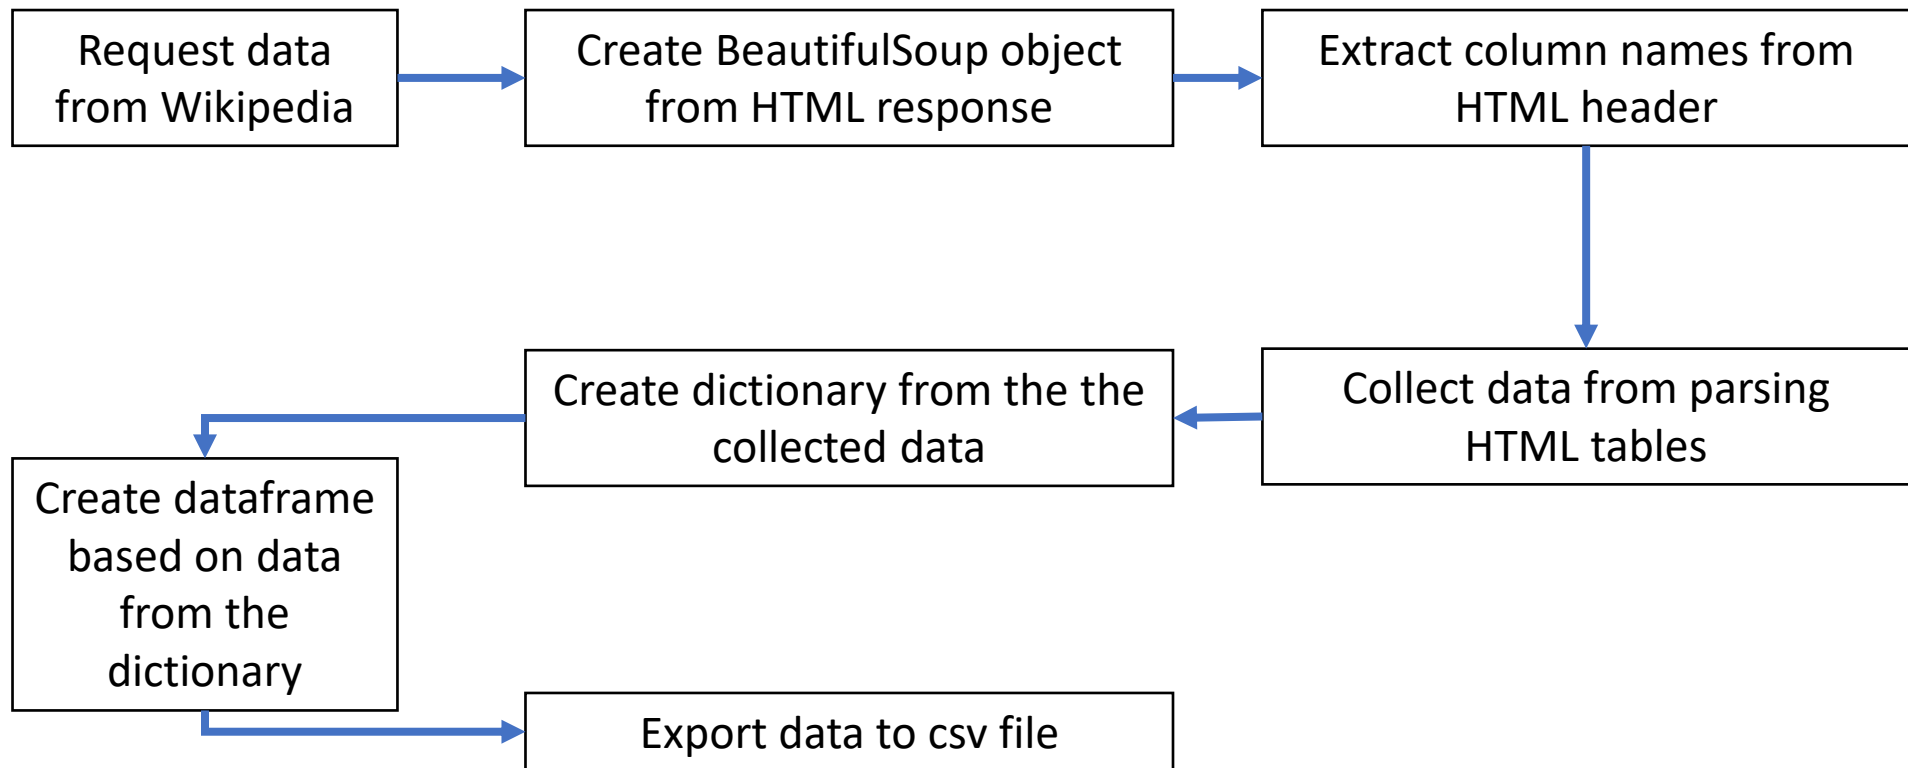 Request data
from Wikipedia
Create BeautifulSoup object
from HTML response
Extract column names from
HTML header
Collect data from parsing
HTML tables
Create dictionary from the the
collected data
Create dataframe
based on data
from the
dictionary
Export data to csv file